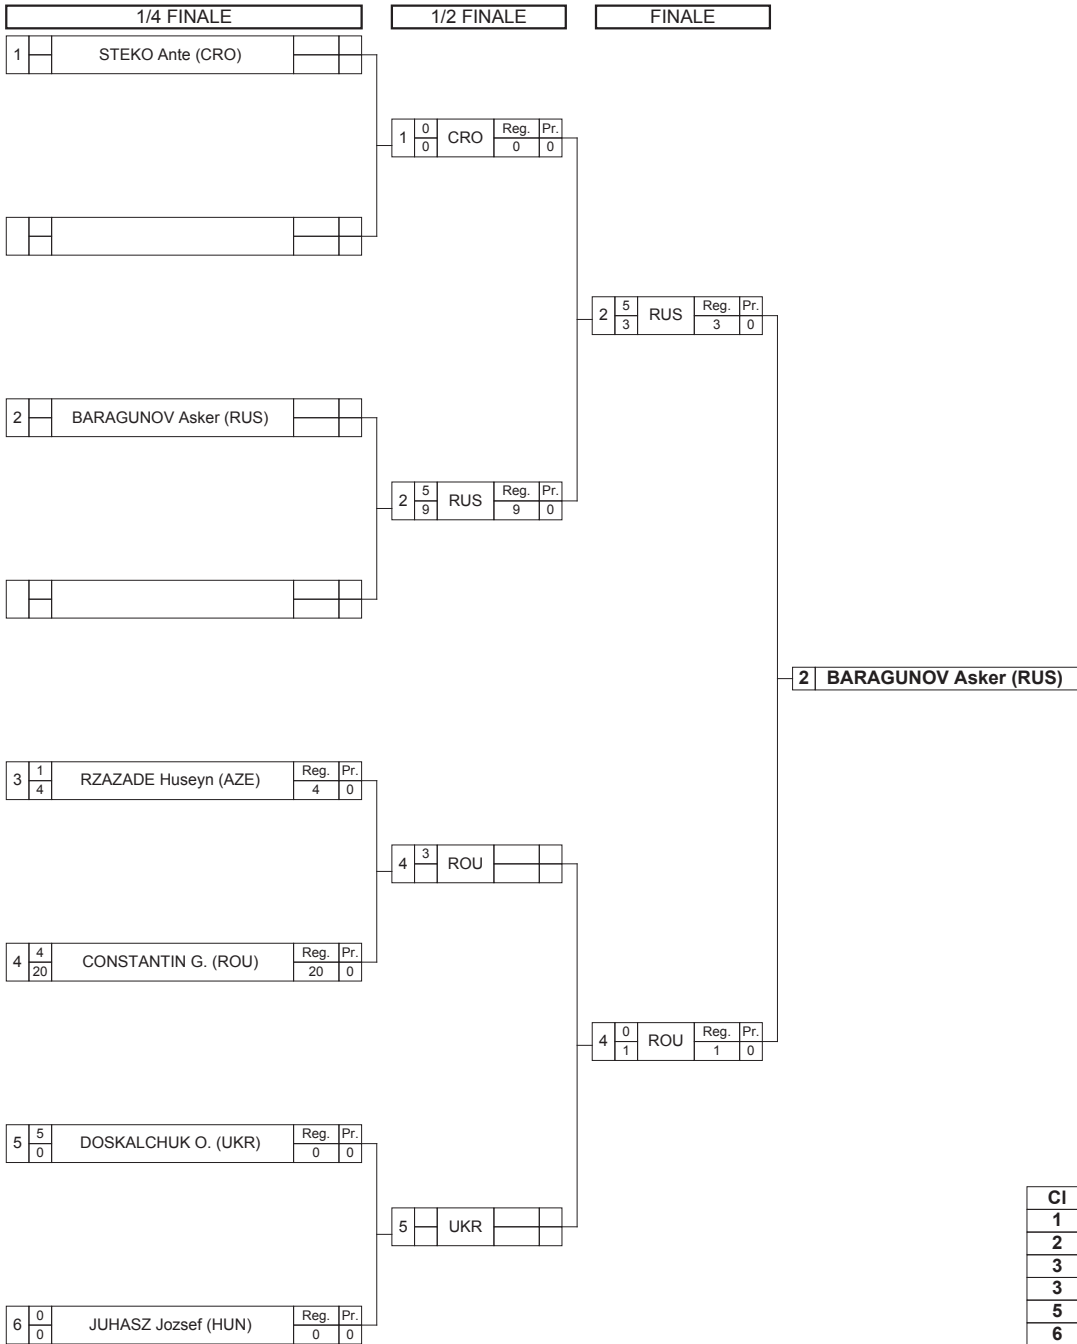 1/4 FINALE 1/2 FINALE FINALE
1 STEKO Ante (CRO)
1 0 0 CRO Reg. Pr. 0 0
2 5 3 RUS Reg. Pr. 3 0
2 BARAGUNOV Asker (RUS)
2 5 9 RUS Reg. Pr. 9 0
2 BARAGUNOV Asker (RUS)
3 1 4 RZAZADE Huseyn (AZE) Reg. Pr. 4 0
4 3 ROU
4 4 20 CONSTANTIN G. (ROU) Reg. Pr. 20 0
4 0 1 ROU Reg. Pr. 1 0
5 5 0 DOSKALCHUK O. (UKR) Reg. Pr. 0 0
5 UKR
6 0 0 JUHASZ Jozsef (HUN) Reg. Pr. 0 0
Cl
1
2
3
3
5
6